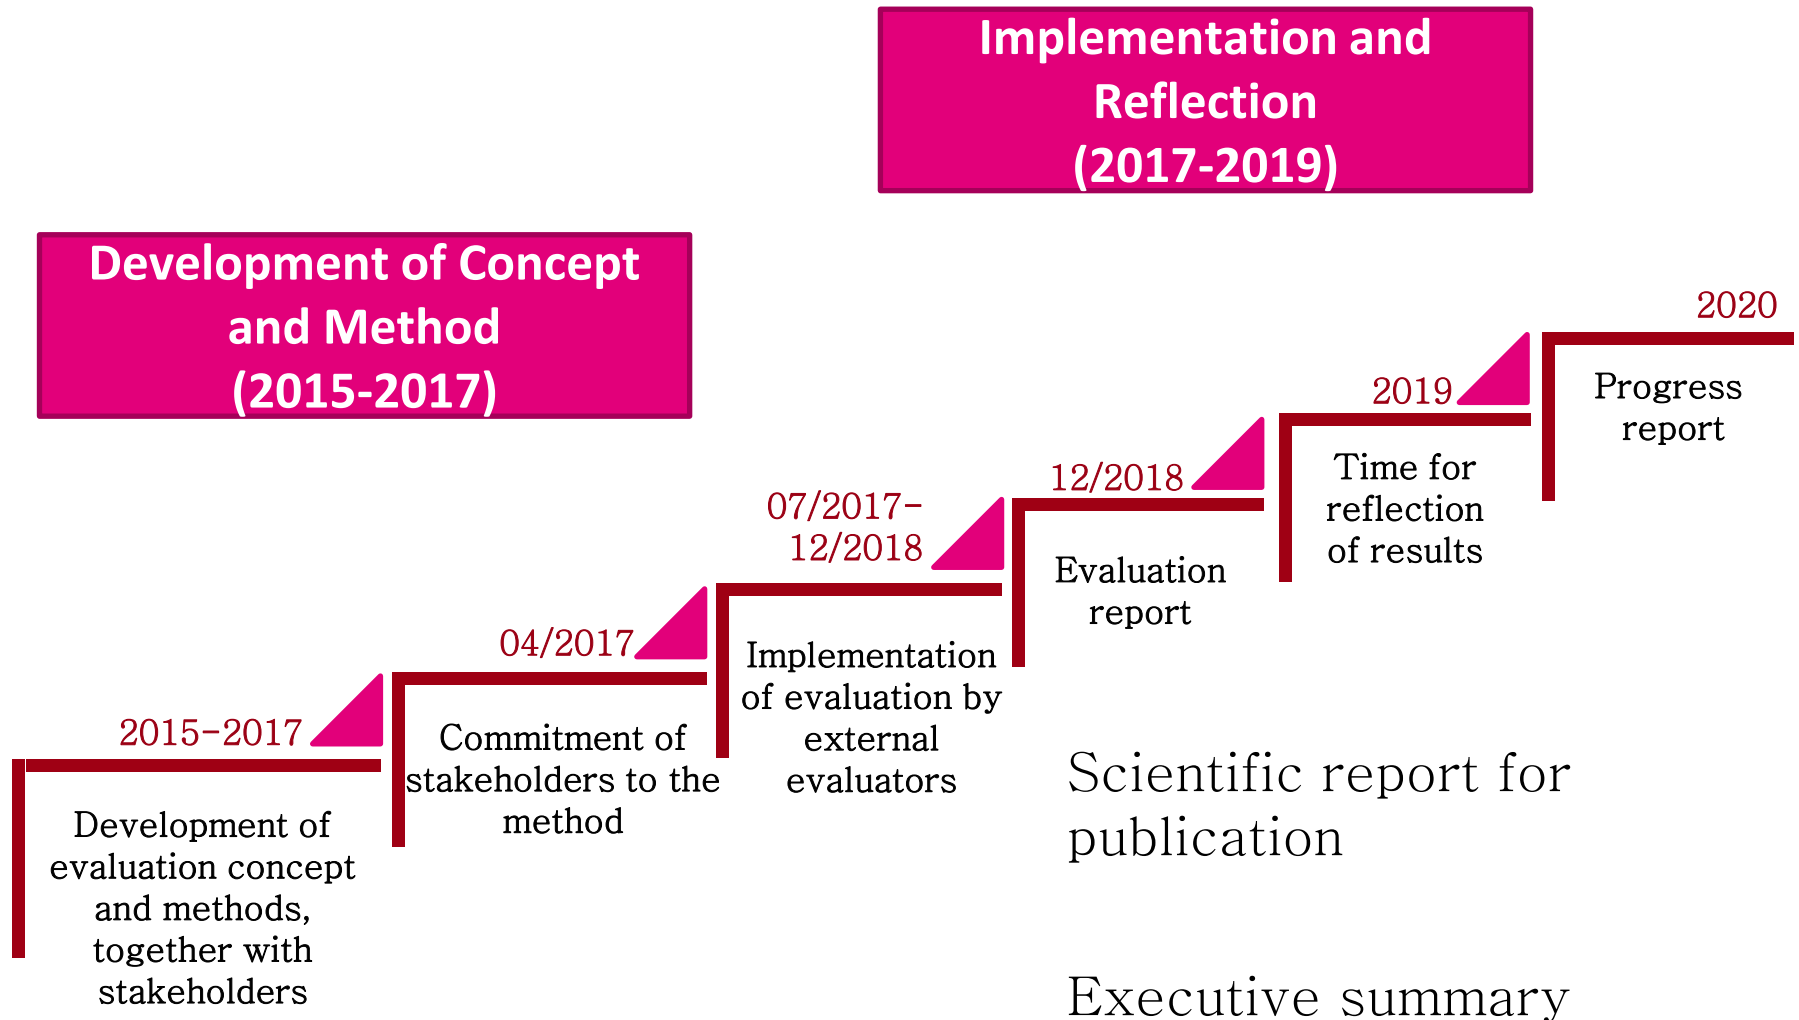 Implementation and
Reflection
(2017-2019)
Development of Concept
and Method
(2015-2017)
2015-2017
Development of
evaluation concept
and methods,
together with
stakeholders
04/2017
Commitment of
stakeholders to the
method
07/2017-
12/2018
Implementation
of evaluation by
external
evaluators
12/2018
Evaluation
report
2019
Time for
reflection
of results
2020
Progress
report
Scientific report for
publication
Executive summary